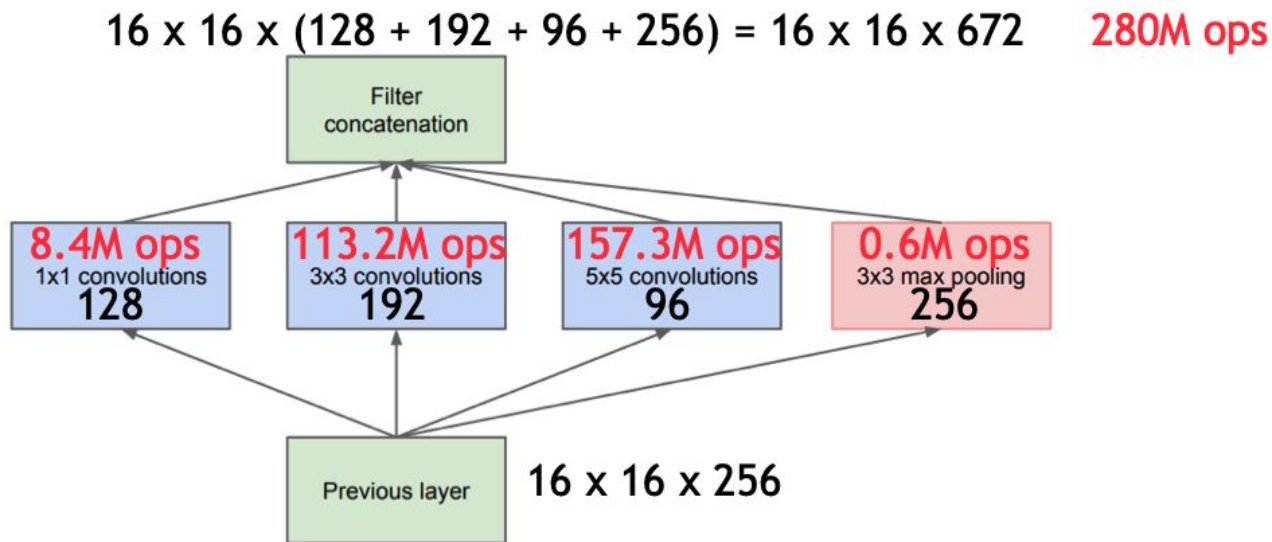 16 x 16 x (128 + 192 + 96 + 256) = 16 x 16 x 672 280M ops
Filter
concatenation
8.4M ops
1x1 convolutions
128
113.2M ops
3x3 convolutions
192
157.3M ops
5x5 convolutions
96
0.6M ops
3x3 max pooling
256
Previous layer
16 x 16 x 256